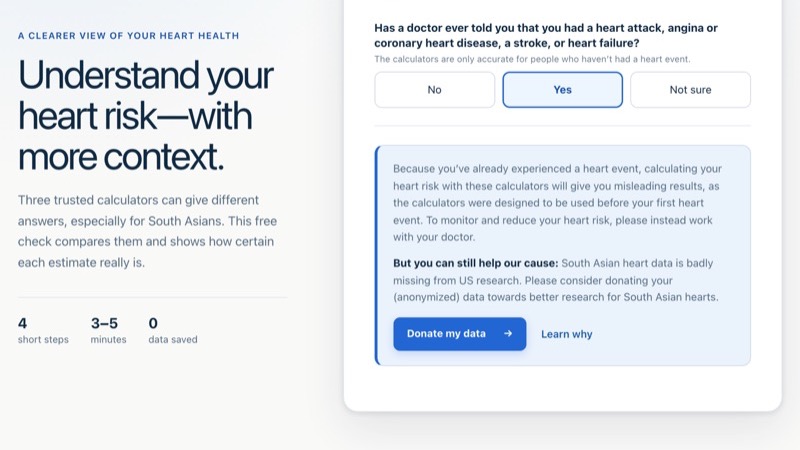 A CLEARER VIEW OF YOUR HEART HEALTH
Understand your
heart risk—with
more context.
Three trusted calculators can give different
answers, especially for South Asians. This free
check compares them and shows how certain
each estimate really is.
4
short steps
3–5
minutes
0
data saved
Has a doctor ever told you that you had a heart attack, angina or
coronary heart disease, a stroke, or heart failure?
The calculators are only accurate for people who haven't had a heart event.
No
Yes
Not sure
Because you've already experienced a heart event, calculating your
heart risk with these calculators will give you misleading results, as
the calculators were designed to be used before your first heart
event. To monitor and reduce your heart risk, please instead work
with your doctor.
But you can still help our cause: South Asian heart data is badly
missing from US research. Please consider donating your
(anonymized) data towards better research for South Asian hearts.
Donate my data →
Learn why